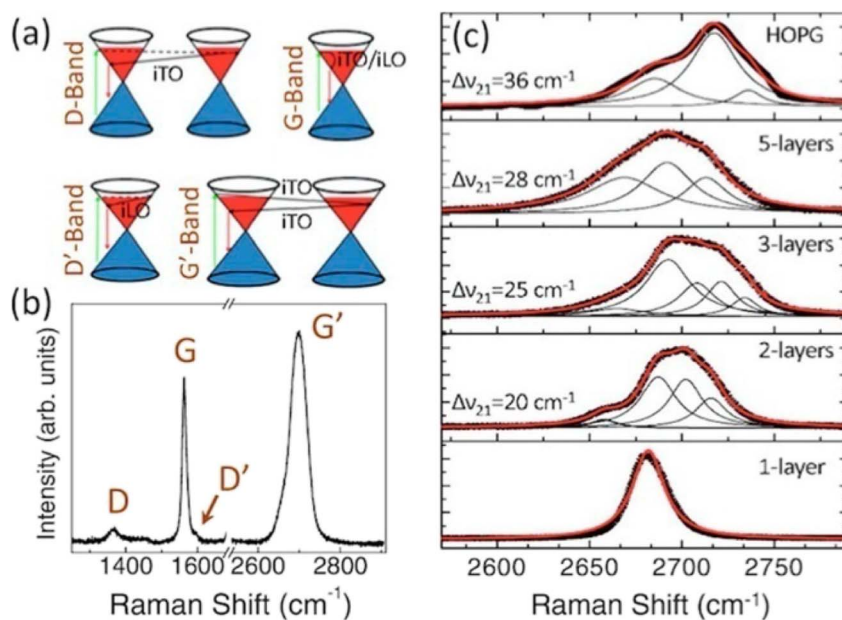 (a)
D-Band
iTO
G-Band
iTO/iLO
D'-Band
iLO
G'-Band
iTO
iTO
(b)
Intensity (arb. units)
D
G
D'
G'
1400
1600
2600
2800
Raman Shift (cm⁻¹)
(c)
HOPG
Δν₂₁=36 cm⁻¹
5-layers
Δν₂₁=28 cm⁻¹
3-layers
Δν₂₁=25 cm⁻¹
2-layers
Δν₂₁=20 cm⁻¹
1-layer
2600
2650
2700
2750
Raman Shift (cm⁻¹)